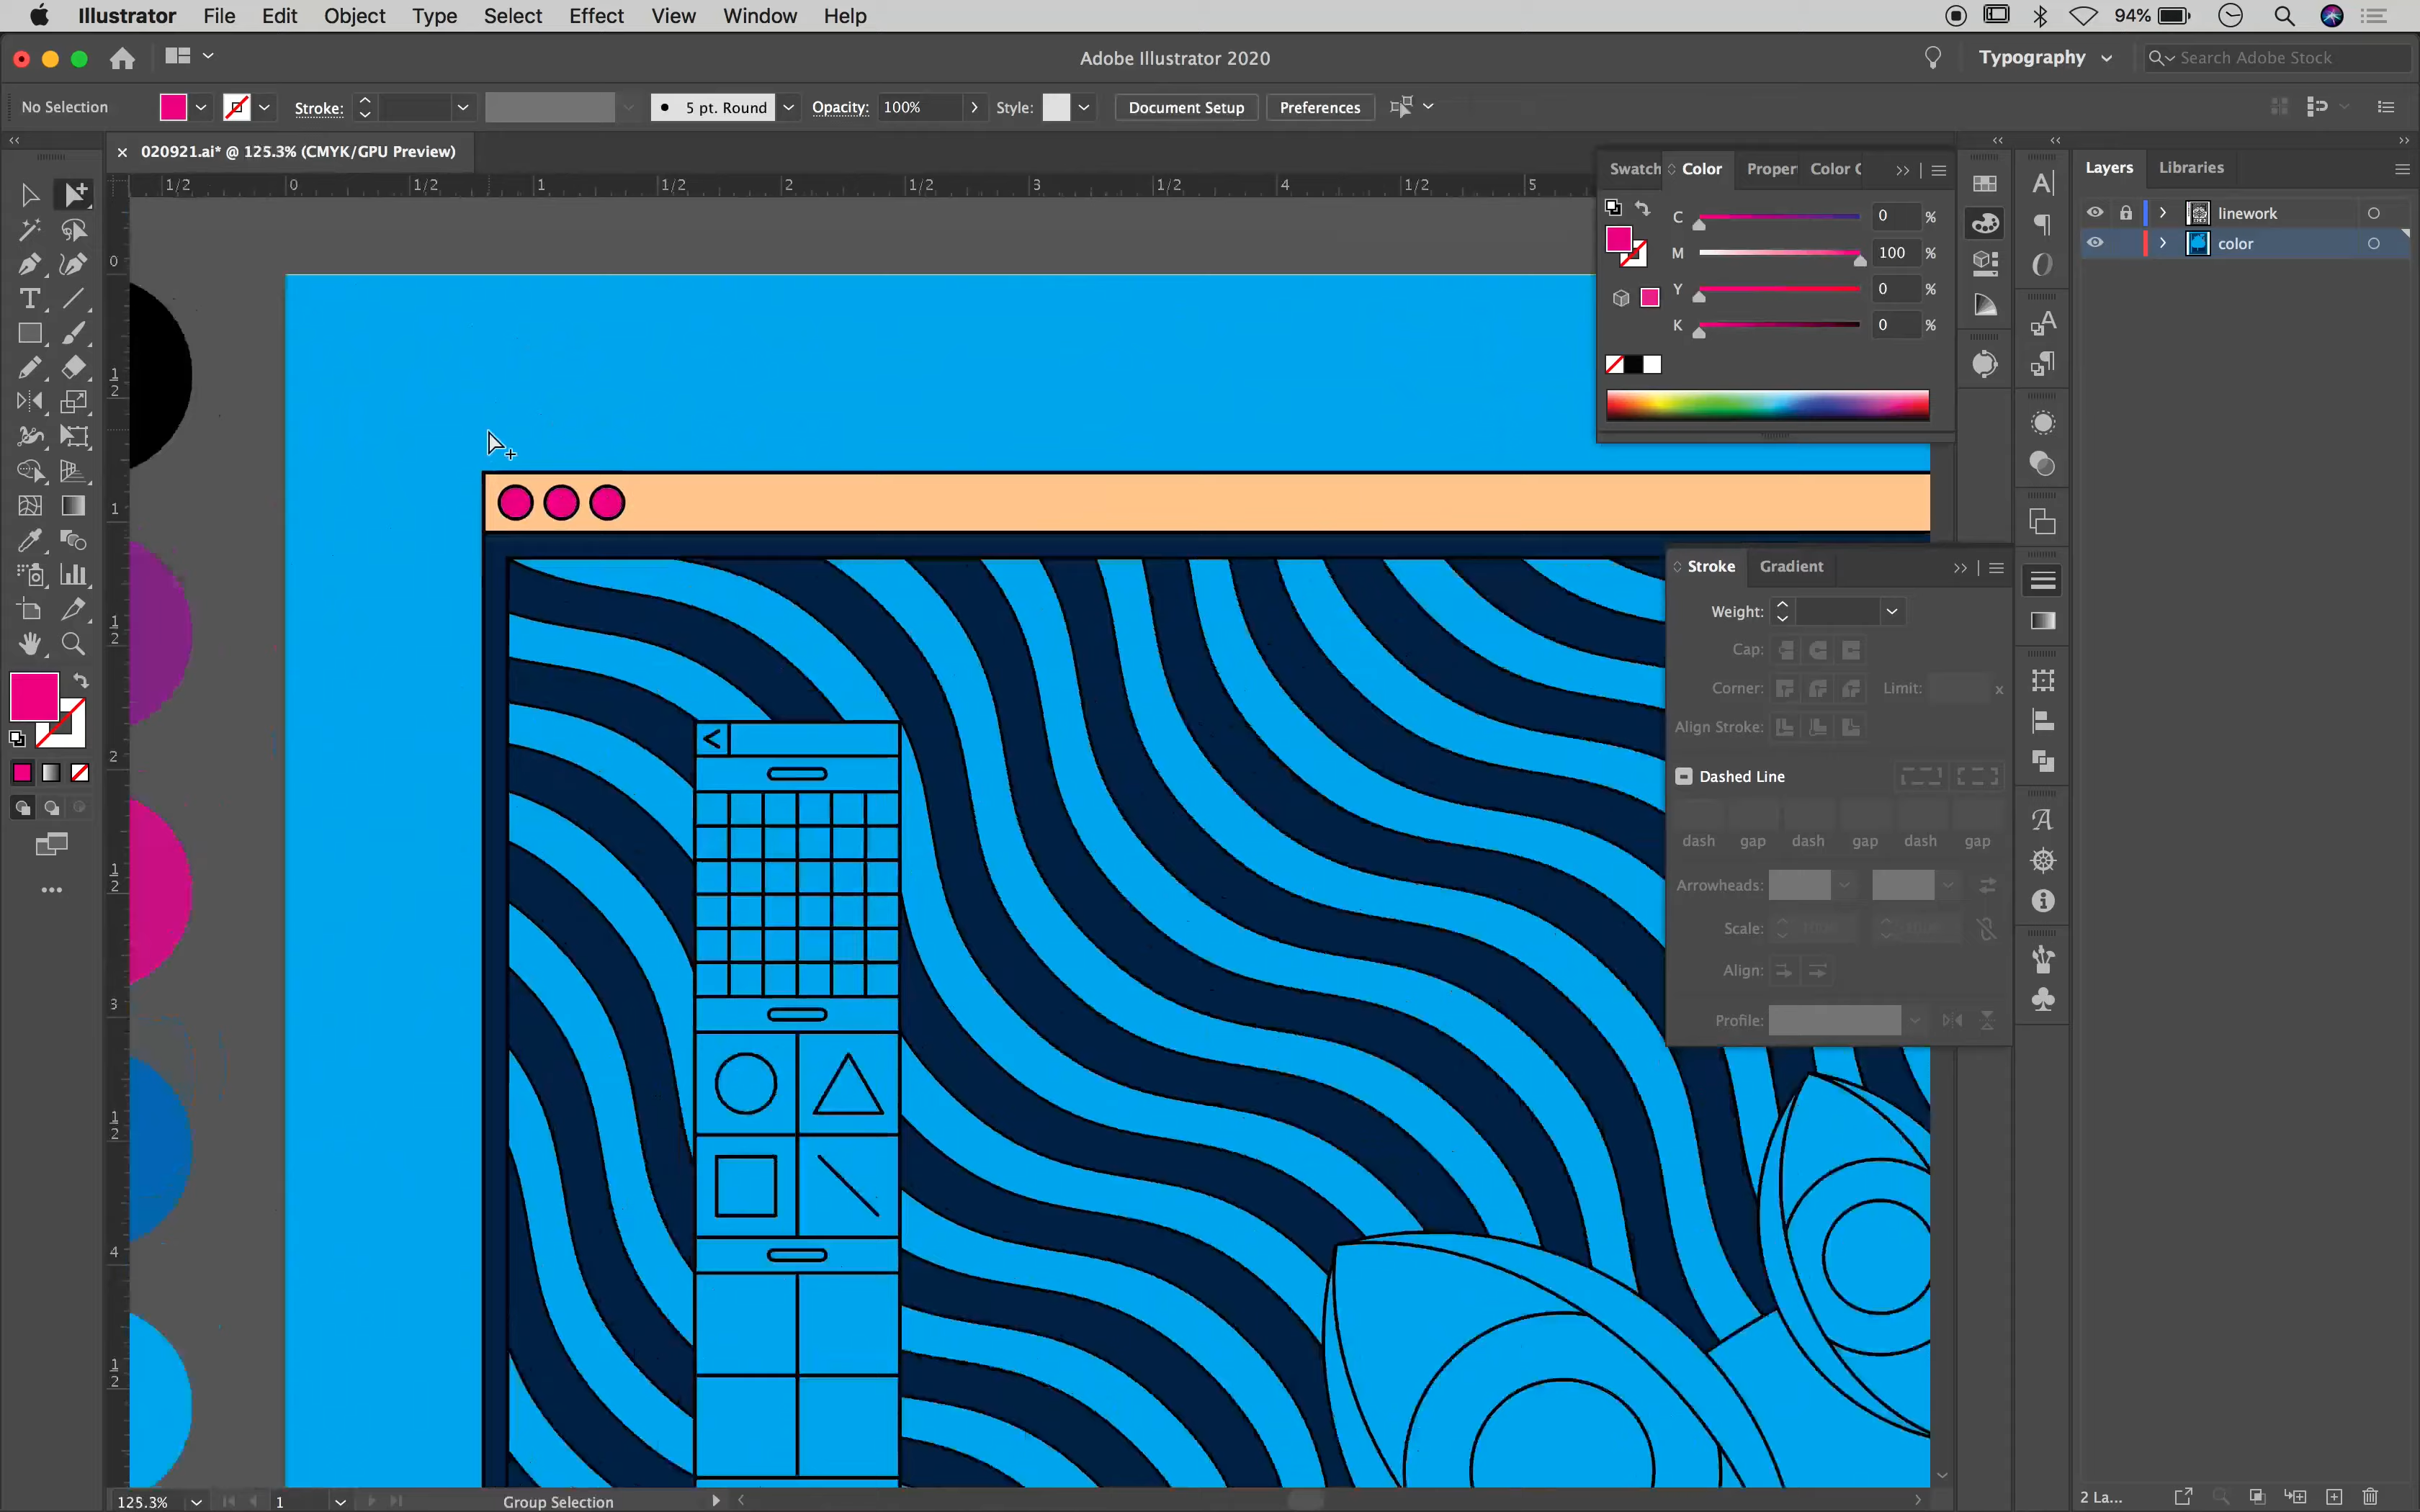 Illustrator File Edit Object Type Select Effect View Window Help 94%
Adobe Illustrator 2020 Typography Search Adobe Stock
No Selection Stroke: 5 pt. Round Opacity: 100% Style: Document Setup Preferences
020921.ai* @ 125.3% (CMYK/GPU Preview)
1/2 0 1/2 1 1/2 2 1/2 3 1/2 4 1/2 5
Swatch Color Proper Color C
C 0 %
M 100 %
Y 0 %
K 0 %
Layers Libraries
linework
color
0
1
2
1
1
2
2
1
2
3
1
2
4
1
2
<
Stroke Gradient
Weight:
Cap:
Corner: Limit: x
Align Stroke:
Dashed Line
dash gap dash gap dash gap
Arrowheads:
Scale:
Align:
Profile:
125.3% 1 Group Selection
2 La...